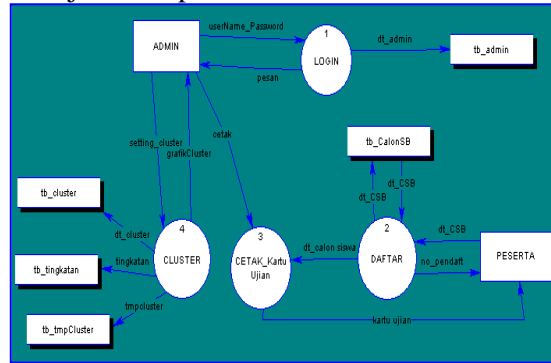 userName_Password
1
ADMIN
LOGIN
dt_admin
tb_admin
pesan
cetak
setting_cluster
grafikCluster
tb_CalonSB
dt_CSB
dt_CSB
tb_cluster
dt_cluster
4
CLUSTER
3
CETAK_Kartu
Ujian
dt_calon siswa
2
DAFTAR
dt_CSB
no_pendaft
PESERTA
tb_tingkatan
tingkatan
tmpcluster
tb_tmpCluster
kartu ujian